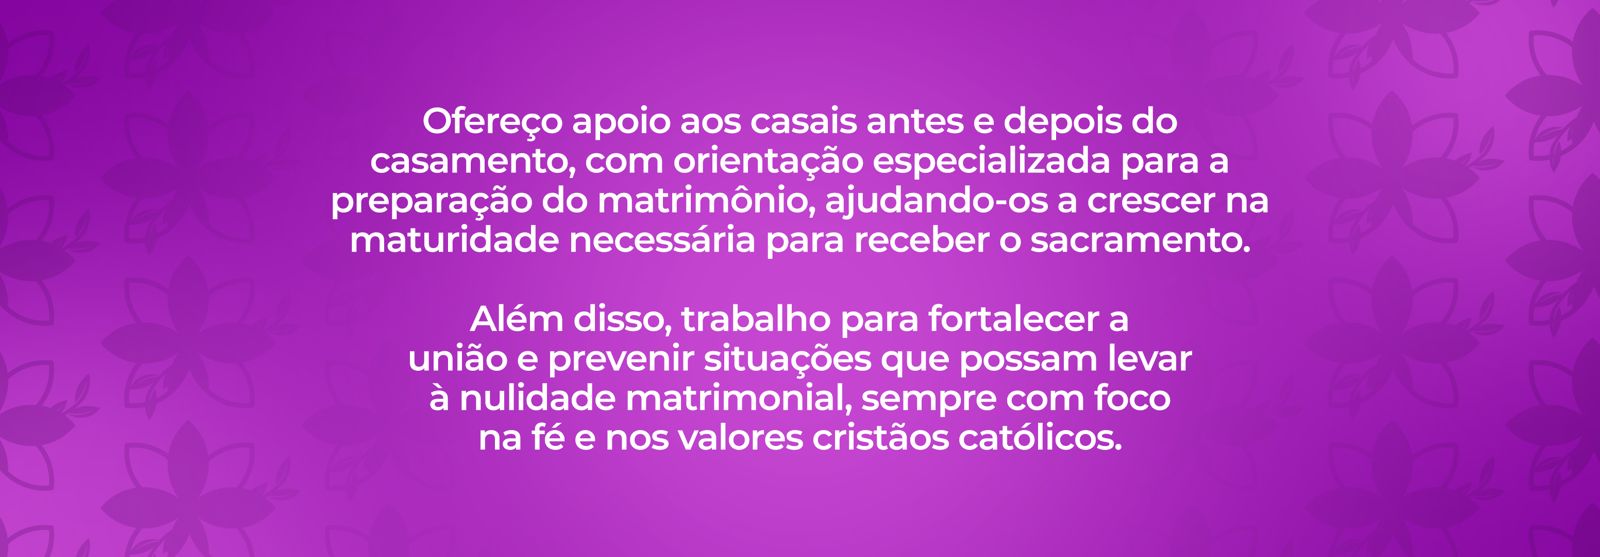 Ofereço apoio aos casais antes e depois do
casamento, com orientação especializada para a
preparação do matrimônio, ajudando-os a crescer na
maturidade necessária para receber o sacramento.
Além disso, trabalho para fortalecer a
união e prevenir situações que possam levar
à nulidade matrimonial, sempre com foco
na fé e nos valores cristãos católicos.